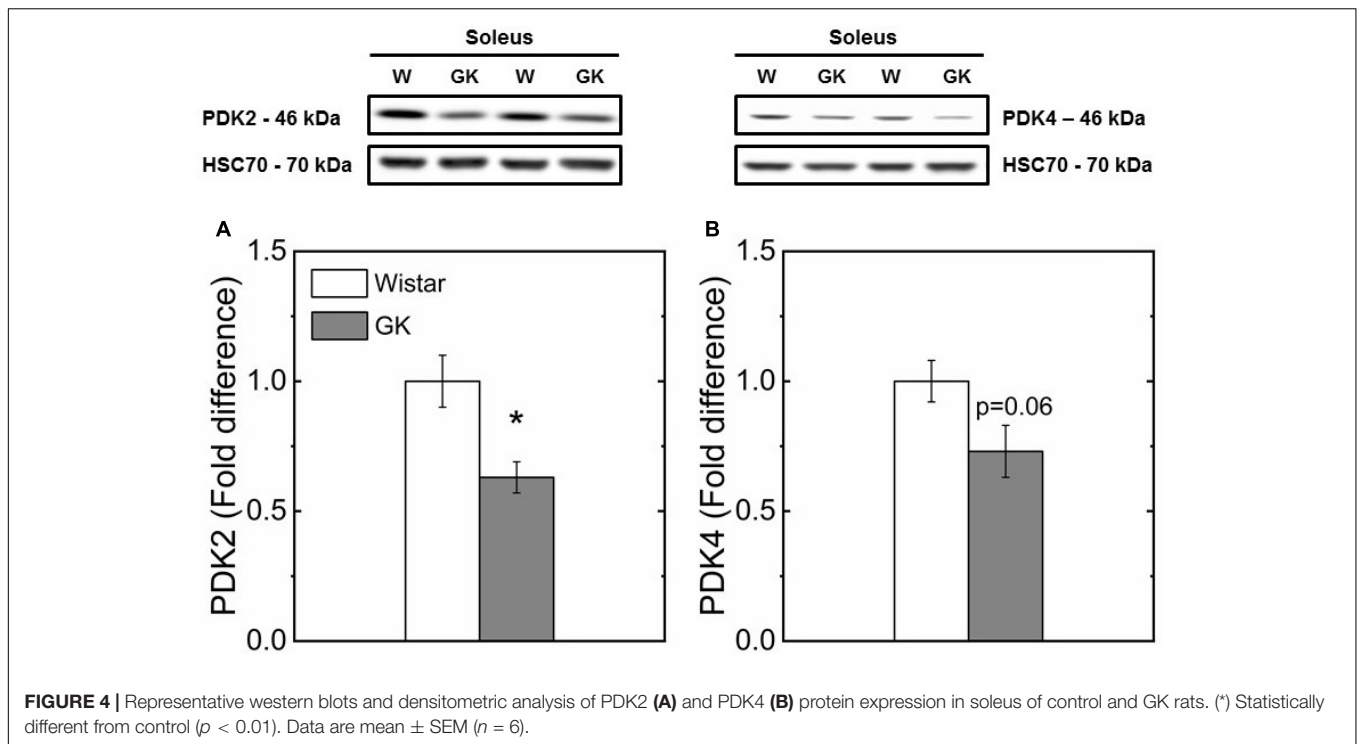 Soleus
W GK W GK
PDK2 - 46 kDa
HSC70 - 70 kDa
Soleus
W GK W GK
PDK4 – 46 kDa
HSC70 - 70 kDa
A
1.5
1.0
0.5
0.0
PDK2 (Fold difference)
Wistar
GK
*
B
1.5
1.0
0.5
0.0
PDK4 (Fold difference)
p=0.06
FIGURE 4 | Representative western blots and densitometric analysis of PDK2 (A) and PDK4 (B) protein expression in soleus of control and GK rats. (*) Statistically
different from control (p < 0.01). Data are mean ± SEM (n = 6).